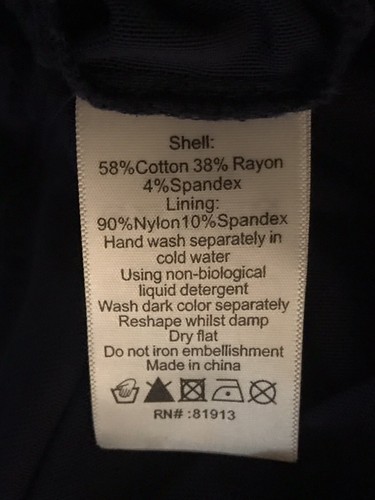 Shell:
58%Cotton 38% Rayon
4%Spandex
Lining:
90%Nylon10%Spandex
Hand wash separately in
cold water
Using non-biological
liquid detergent
Wash dark color separately
Reshape whilst damp
Dry flat
Do not iron embellishment
Made in china
RN# :81913